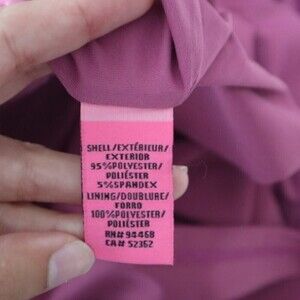 SHELL/EXTÉRIEUR/
EXTERIOR
95%POLYESTER/
POLIÉSTER
5%SPANDEX
LINING/DOUBLURE/
FORRO
100%POLYESTER/
POLIÉSTER
RN# 94468
CA# 52362